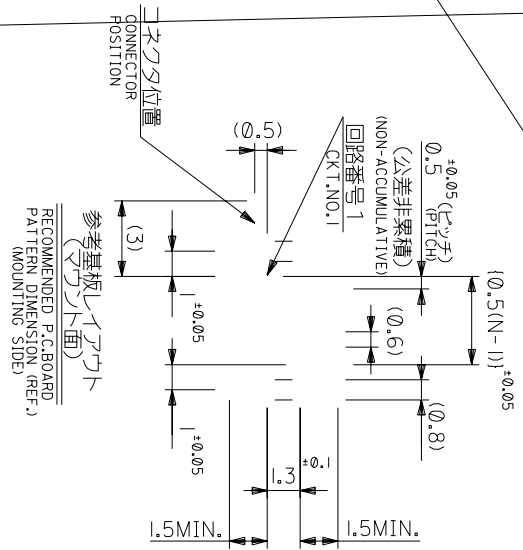 コネクタ位置
CONNECTOR
POSITION
(0.5)
回路番号 1
CKT.NO.1
0.5 ±0.05 (ピッチ)
(PITCH)
(公差非累積)
(NON-ACCUMULATIVE)
{0.5(N-1)} ±0.05
(3)
(0.6)
(0.8)
1 ±0.05
1 ±0.05
1.3 ±0.1
1.5MIN.
1.5MIN.
参考基板レイアウト
(マウント面)
RECOMMENDED P.C.BOARD
PATTERN DIMENSION (REF.)
(MOUNTING SIDE)